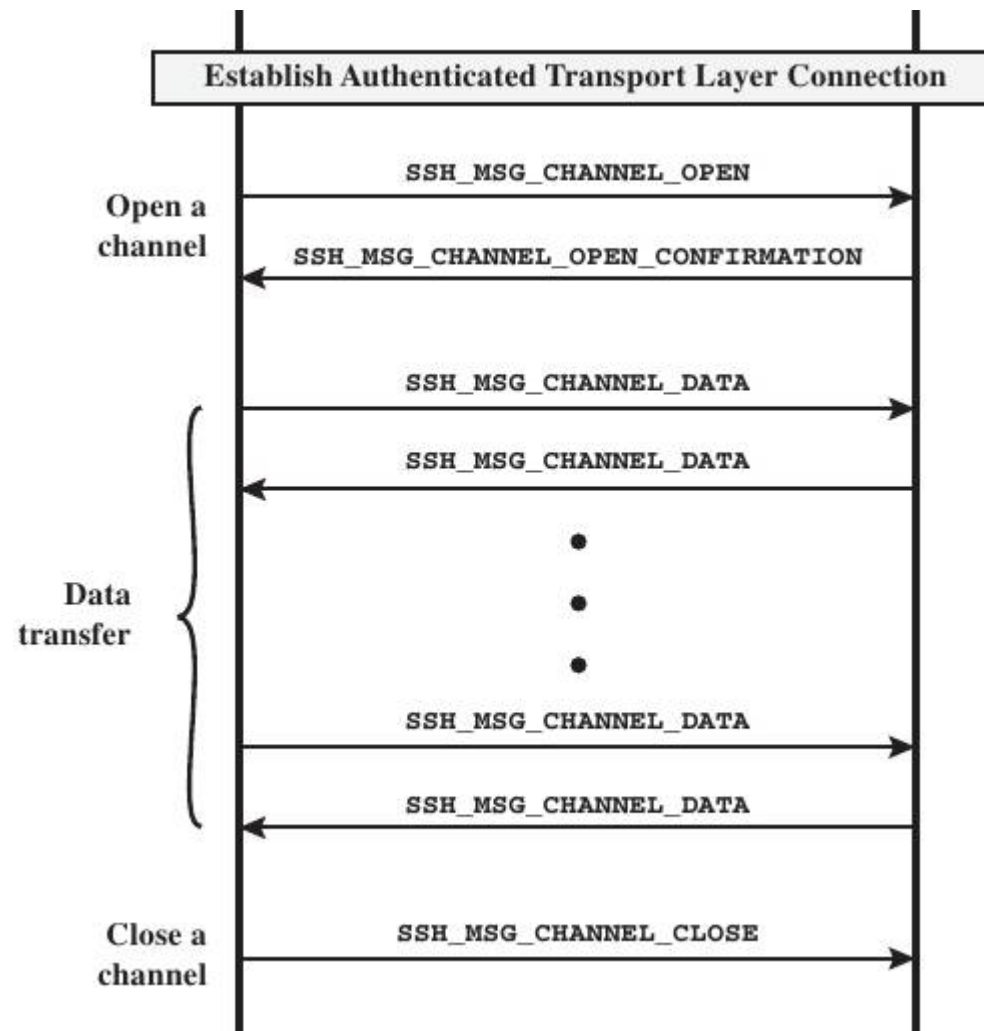 Establish Authenticated Transport Layer Connection
SSH_MSG_CHANNEL_OPEN
Open a
channel
SSH_MSG_CHANNEL_OPEN_CONFIRMATION
SSH_MSG_CHANNEL_DATA
SSH_MSG_CHANNEL_DATA
Data
transfer
SSH_MSG_CHANNEL_DATA
SSH_MSG_CHANNEL_DATA
Close a
channel
SSH_MSG_CHANNEL_CLOSE